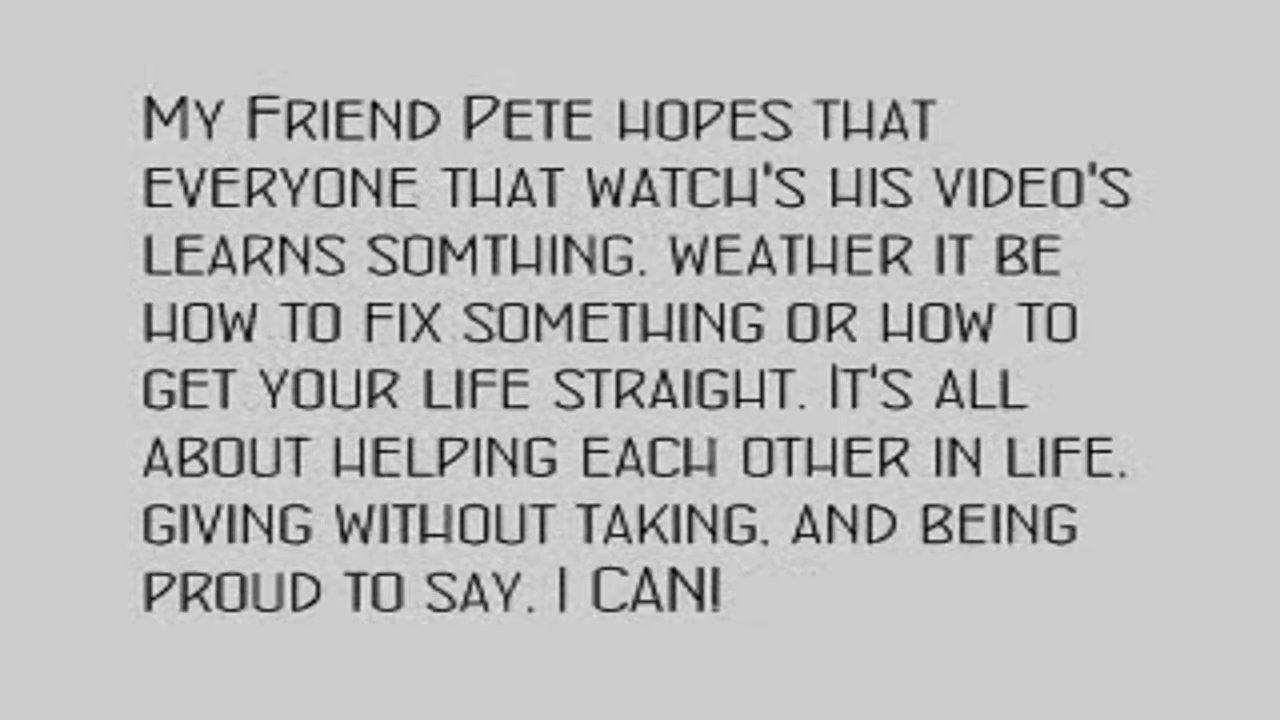 My Friend Pete hopes that
everyone that watch's his video's
learns somthing. weather it be
how to fix something or how to
get your life straight. It's all
about helping each other in life.
giving without taking. and being
proud to say. I CAN!